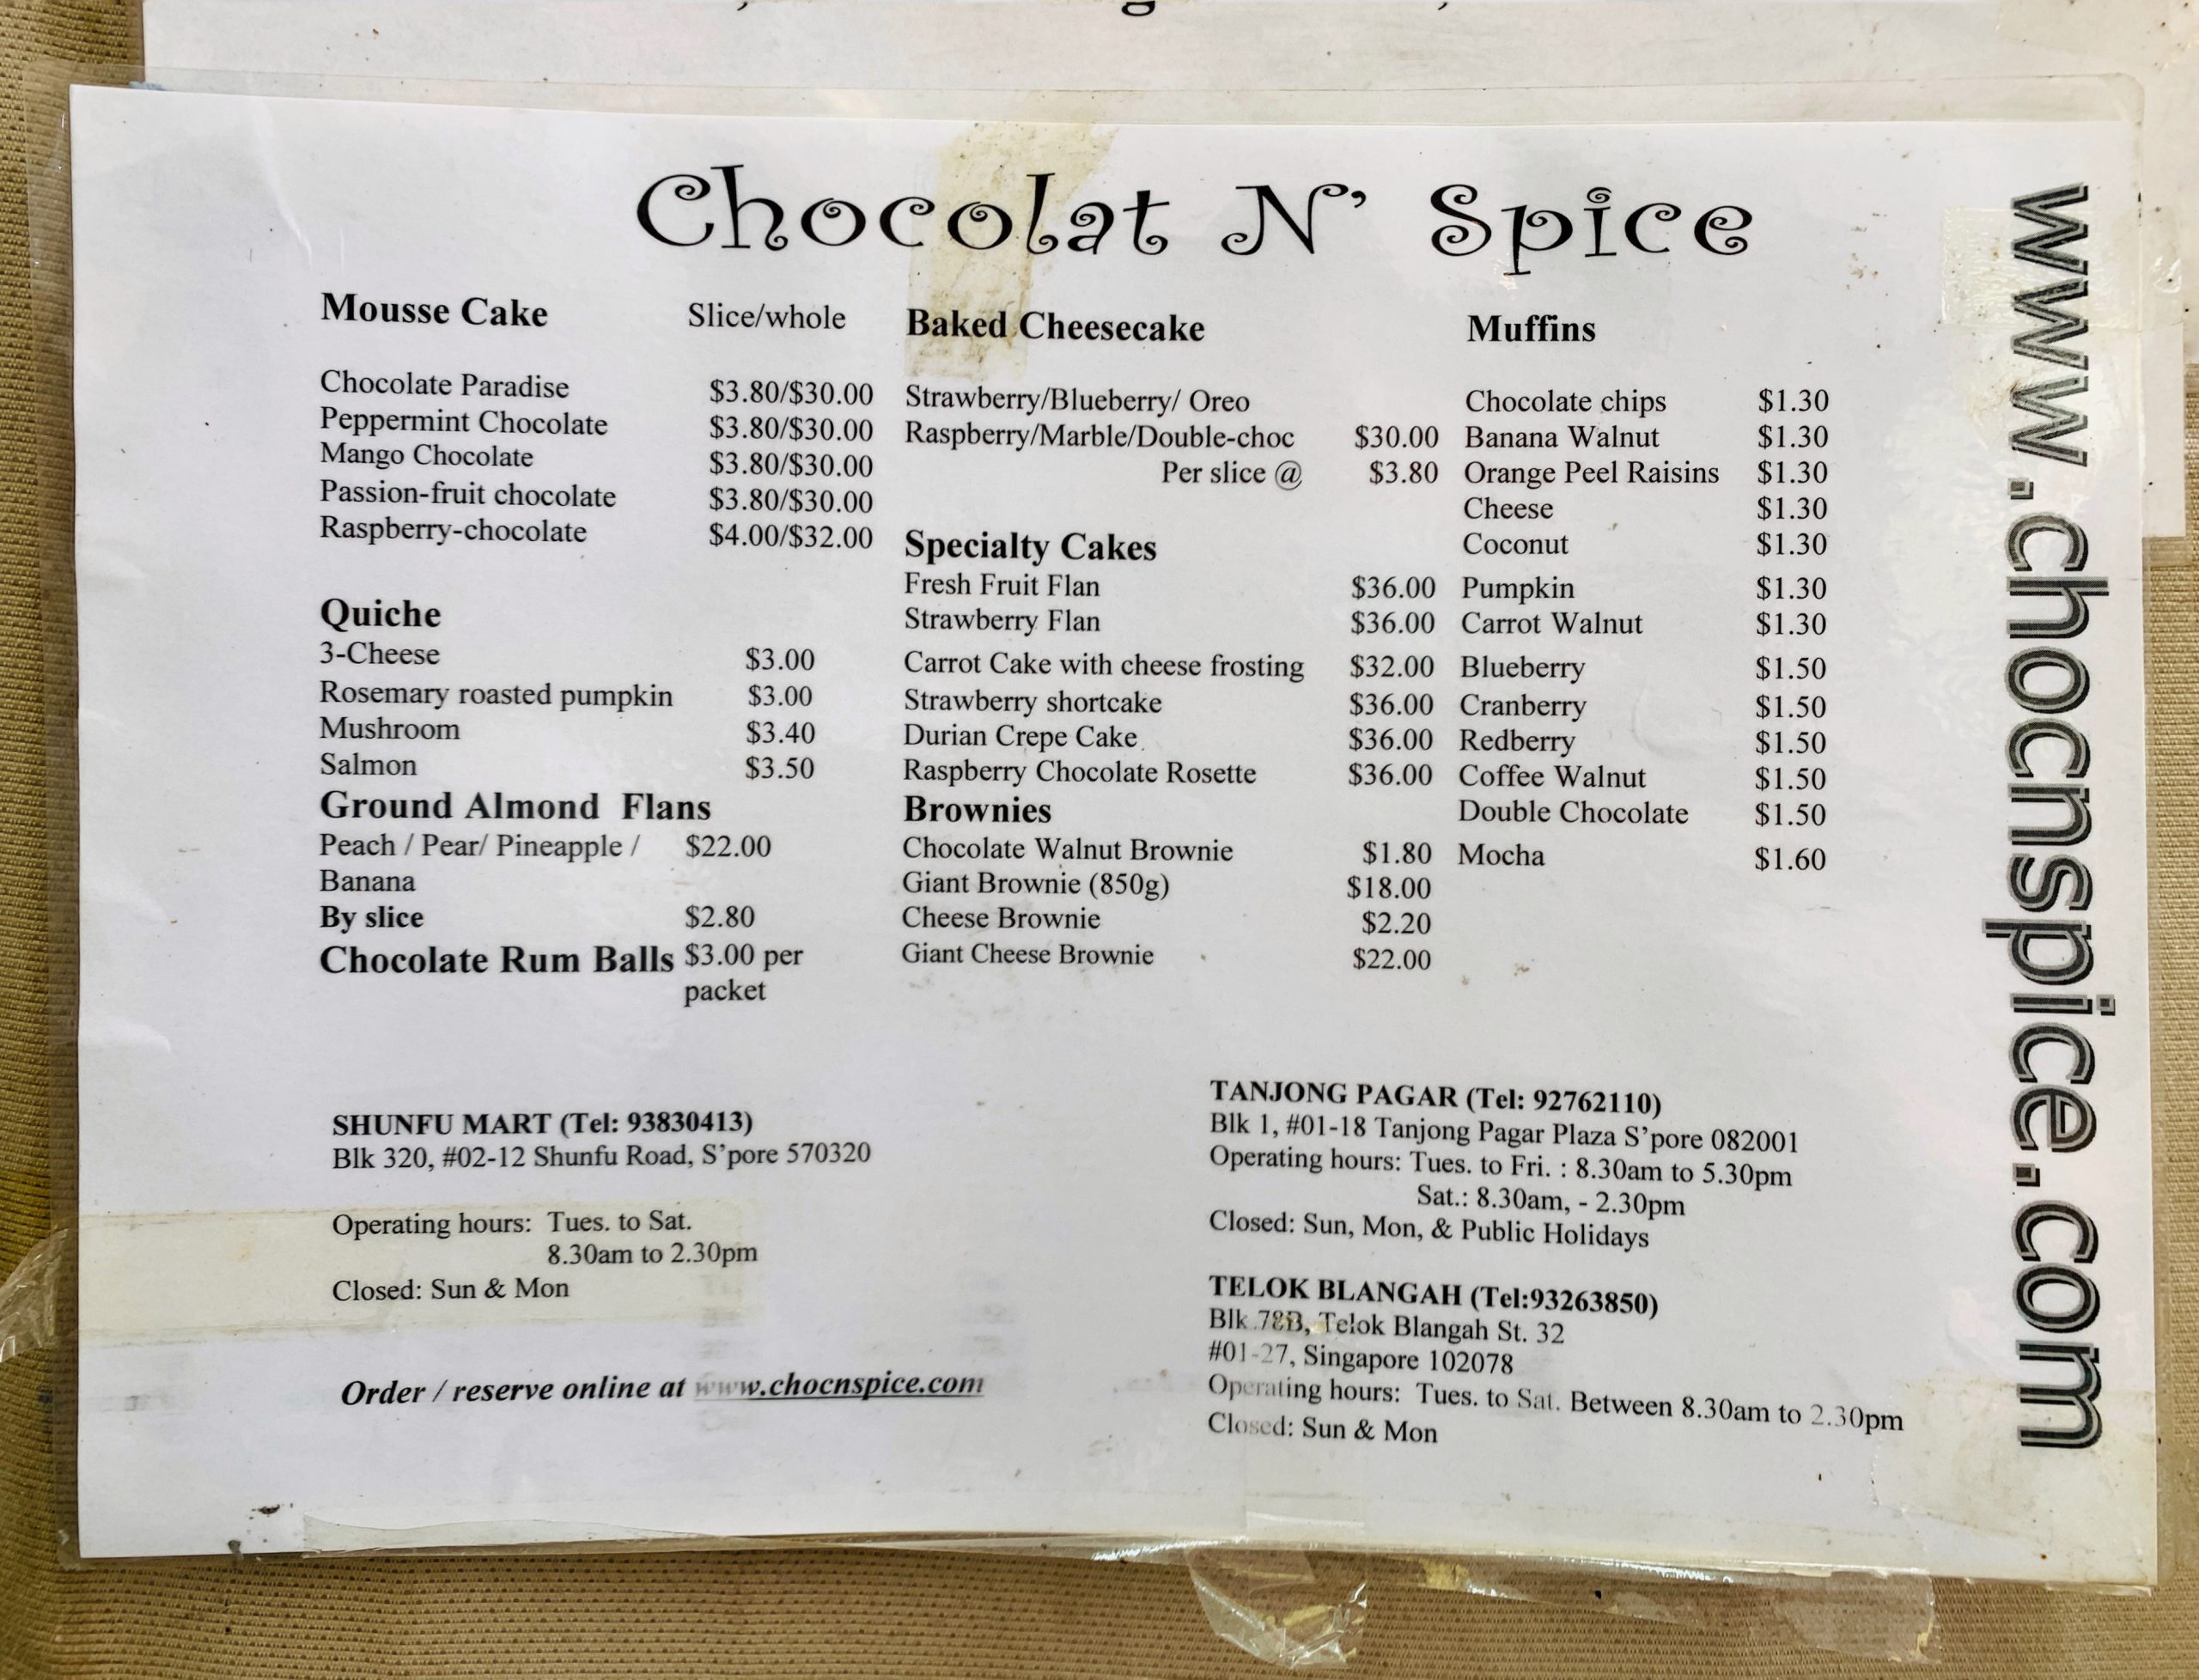 Chocolat N' Spice
Mousse Cake Slice/whole
Chocolate Paradise $3.80/$30.00
Peppermint Chocolate $3.80/$30.00
Mango Chocolate $3.80/$30.00
Passion-fruit chocolate $3.80/$30.00
Raspberry-chocolate $4.00/$32.00
Quiche
3-Cheese $3.00
Rosemary roasted pumpkin $3.00
Mushroom $3.40
Salmon $3.50
Ground Almond Flans
Peach / Pear/ Pineapple / $22.00
Banana
By slice $2.80
Chocolate Rum Balls $3.00 per
packet
Baked Cheesecake
Strawberry/Blueberry/ Oreo
Raspberry/Marble/Double-choc $30.00
Per slice @ $3.80
Specialty Cakes
Fresh Fruit Flan $36.00
Strawberry Flan $36.00
Carrot Cake with cheese frosting $32.00
Strawberry shortcake $36.00
Durian Crepe Cake $36.00
Raspberry Chocolate Rosette $36.00
Brownies
Chocolate Walnut Brownie $1.80
Giant Brownie (850g) $18.00
Cheese Brownie $2.20
Giant Cheese Brownie $22.00
Muffins
Chocolate chips $1.30
Banana Walnut $1.30
Orange Peel Raisins $1.30
Cheese $1.30
Coconut $1.30
Pumpkin $1.30
Carrot Walnut $1.30
Blueberry $1.50
Cranberry $1.50
Redberry $1.50
Coffee Walnut $1.50
Double Chocolate $1.50
Mocha $1.60
SHUNFU MART (Tel: 93830413)
Blk 320, #02-12 Shunfu Road, S'pore 570320
Operating hours: Tues. to Sat.
8.30am to 2.30pm
Closed: Sun & Mon
Order / reserve online at www.chocnspice.com
TANJONG PAGAR (Tel: 92762110)
Blk 1, #01-18 Tanjong Pagar Plaza S'pore 082001
Operating hours: Tues. to Fri. : 8.30am to 5.30pm
Sat.: 8.30am, - 2.30pm
Closed: Sun, Mon, & Public Holidays
TELOK BLANGAH (Tel:93263850)
Blk 78B, Telok Blangah St. 32
#01-27, Singapore 102078
Operating hours: Tues. to Sat. Between 8.30am to 2.30pm
Closed: Sun & Mon
www.chocnspice.com